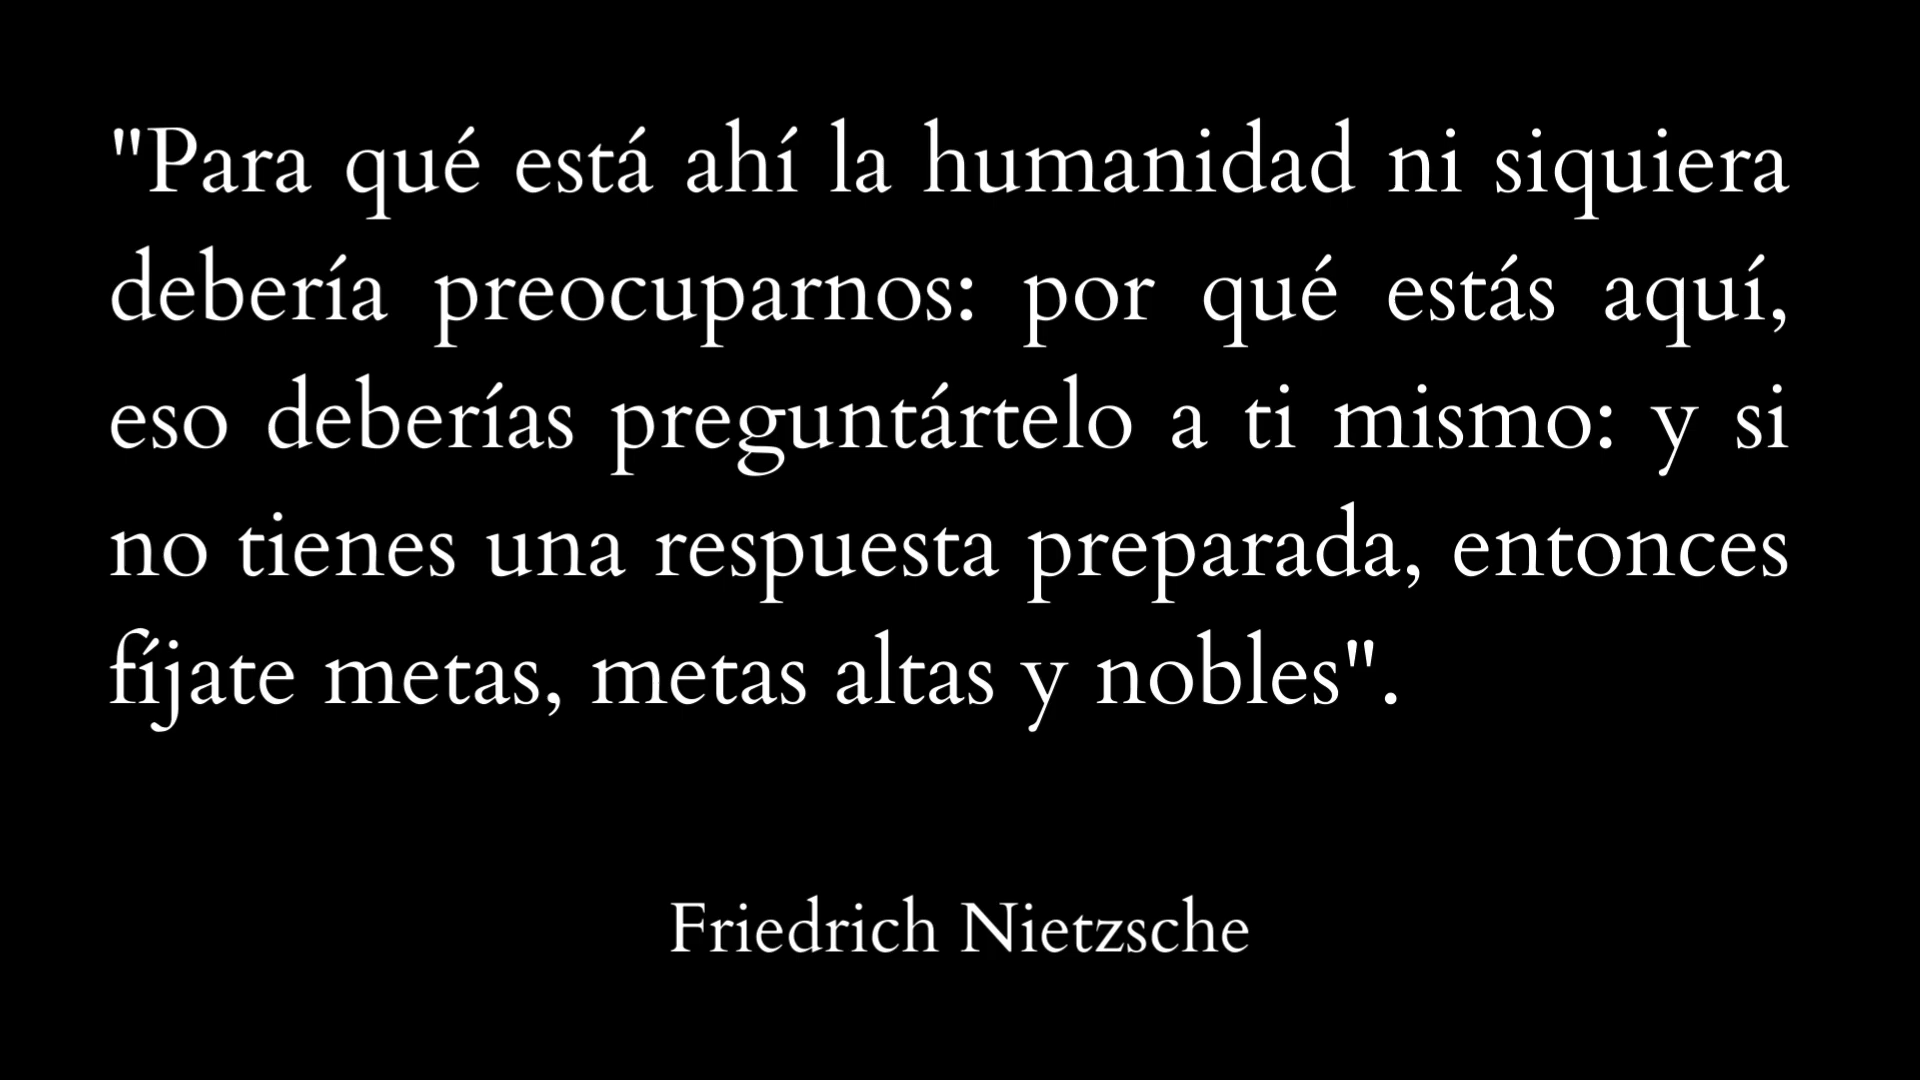 "Para qué está ahí la humanidad ni siquiera
debería preocuparnos: por qué estás aquí,
eso deberías preguntártelo a ti mismo: y si
no tienes una respuesta preparada, entonces
fíjate metas, metas altas y nobles".
Friedrich Nietzsche